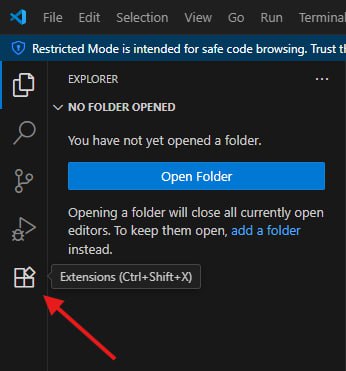 File Edit Selection View Go Run Terminal
Restricted Mode is intended for safe code browsing. Trust th
EXPLORER
NO FOLDER OPENED
You have not yet opened a folder.
Open Folder
Opening a folder will close all currently open
editors. To keep them open, add a folder
instead.
Extensions (Ctrl+Shift+X)